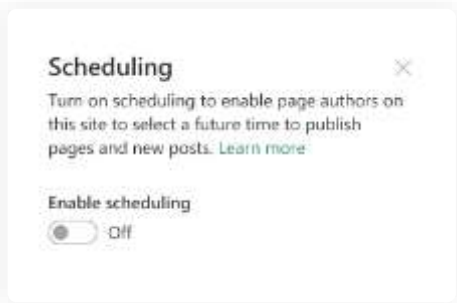 Scheduling
Turn on scheduling to enable page authors on
this site to select a future time to publish
pages and new posts. Learn more
Enable scheduling
Off